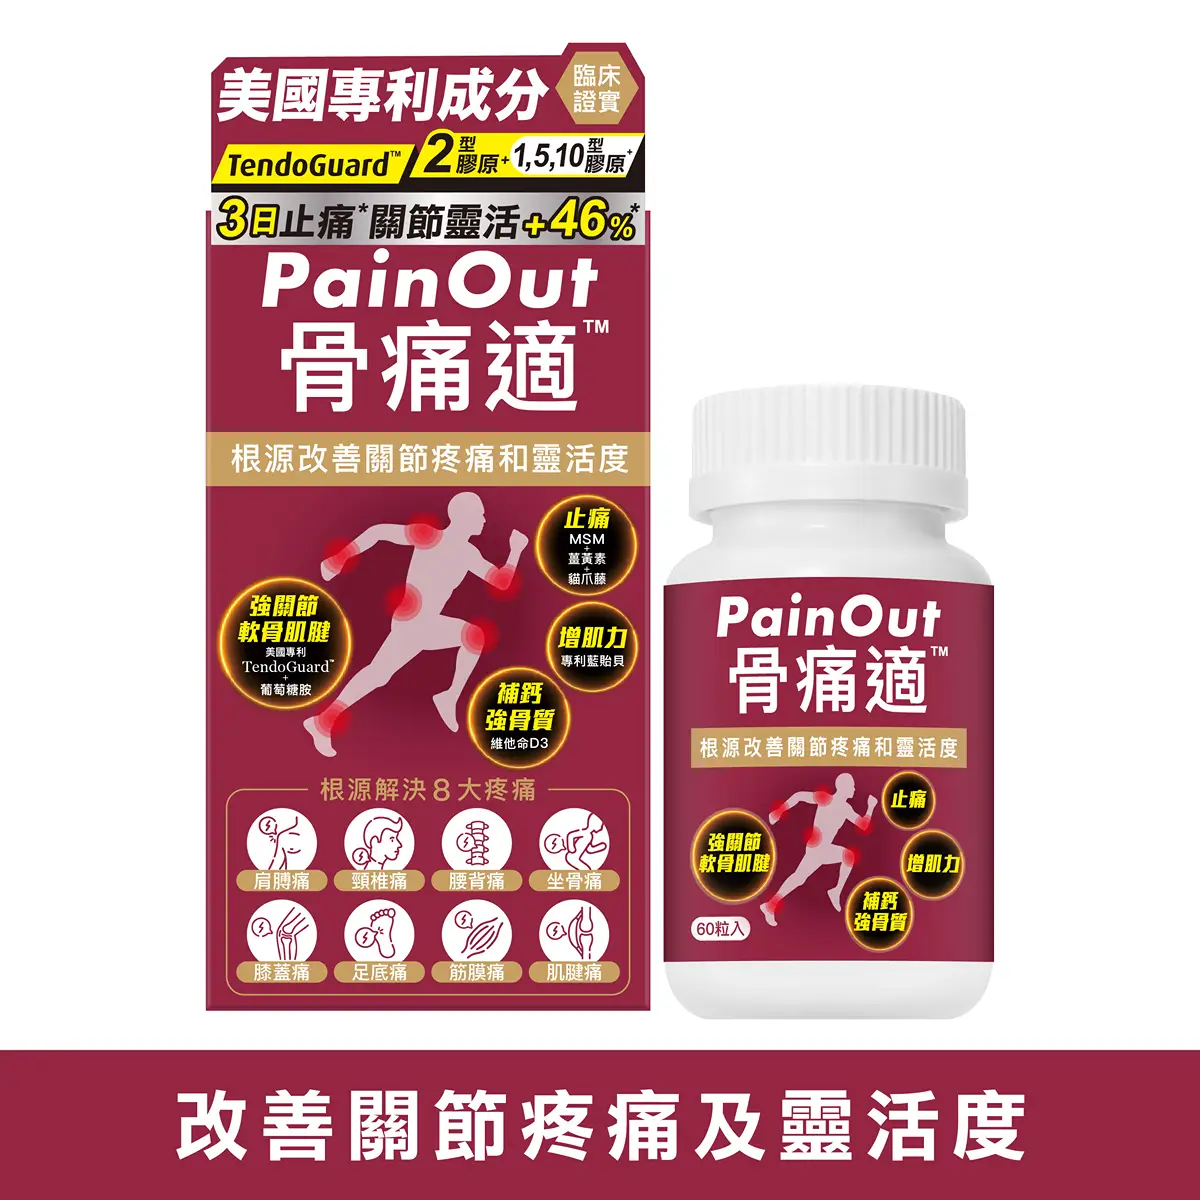 美國專利成分
臨床
證實
TendoGuard™ 2型膠原+ 1,5,10型膠原+
3日止痛*關節靈活+46%*
PainOut
骨痛適™
根源改善關節疼痛和靈活度
止痛
MSM
+
薑黃素
+
貓爪藤
強關節
軟骨肌腱
美國專利
TendoGuard™
+
葡萄糖胺
增肌力
專利藍貽貝
補鈣
強骨質
維他命D3
根源解決8大疼痛
肩膊痛 頸椎痛 腰背痛 坐骨痛
膝蓋痛 足底痛 筋膜痛 肌腱痛
PainOut
骨痛適™
根源改善關節疼痛和靈活度
止痛
強關節
軟骨肌腱
增肌力
補鈣
強骨質
60粒入
改善關節疼痛及靈活度